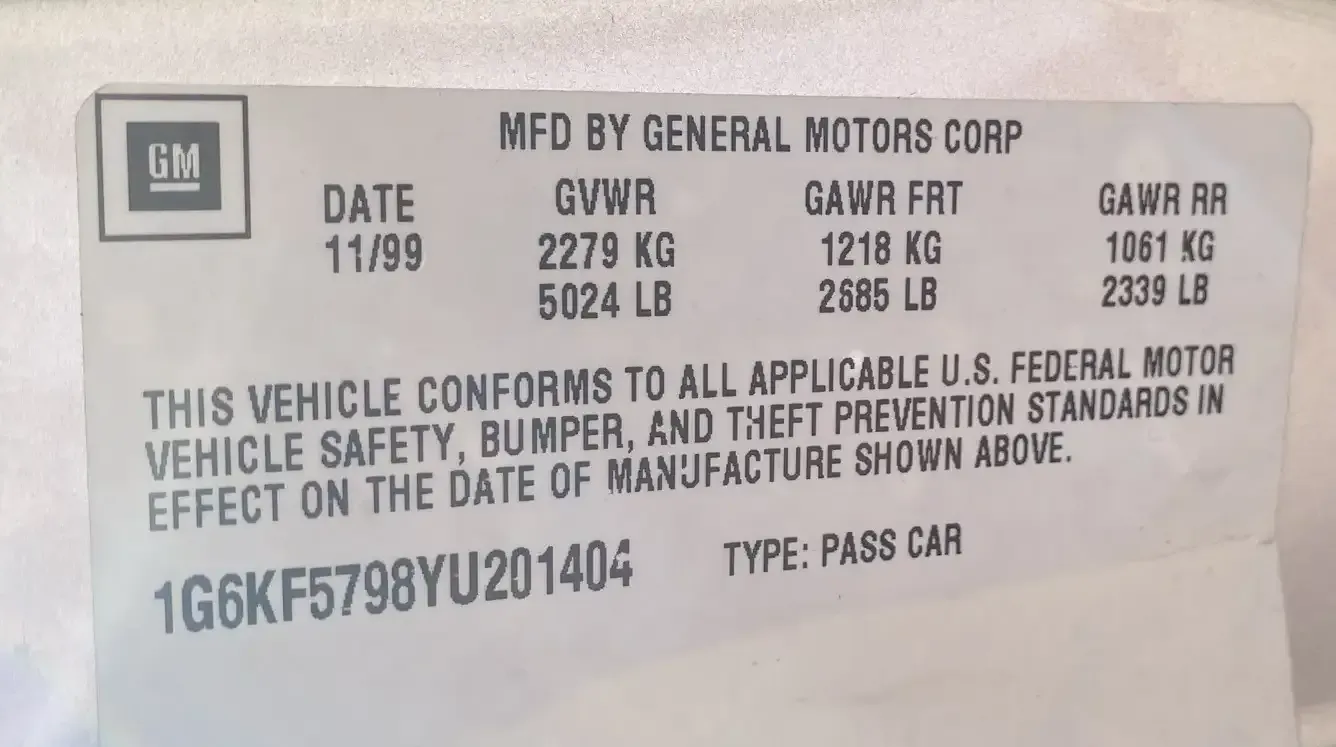 GM
MFD BY GENERAL MOTORS CORP
DATE GVWR GAWR FRT GAWR RR
11/99 2279 KG 1218 KG 1061 KG
5024 LB 2685 LB 2339 LB
THIS VEHICLE CONFORMS TO ALL APPLICABLE U.S. FEDERAL MOTOR
VEHICLE SAFETY, BUMPER, AND THEFT PREVENTION STANDARDS IN
EFFECT ON THE DATE OF MANUFACTURE SHOWN ABOVE.
1G6KF5798YU201404 TYPE: PASS CAR